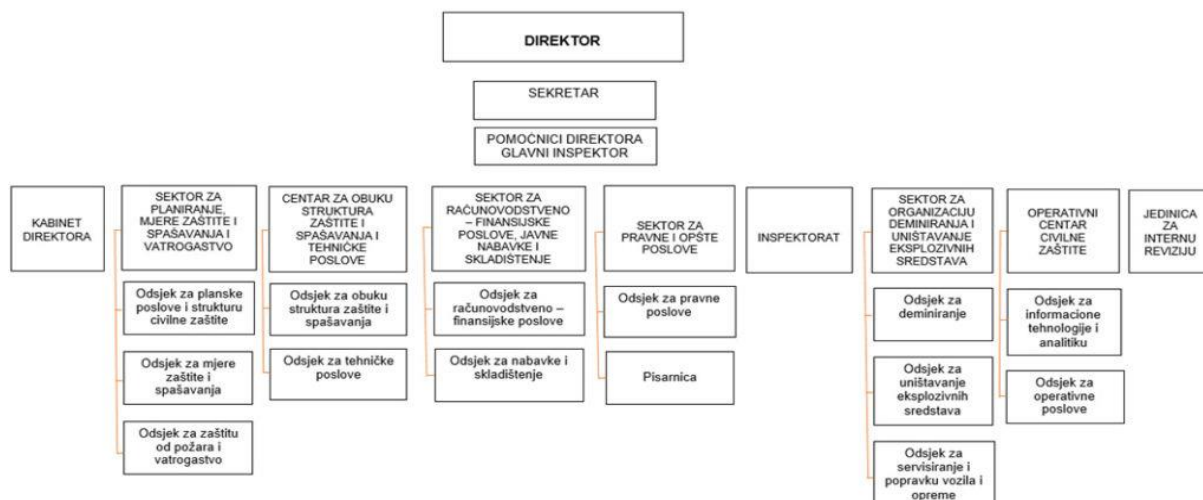 DIREKTOR
SEKRETAR
POMOĆNICI DIREKTORA
GLAVNI INSPEKTOR
KABINET
DIREKTORA
SEKTOR ZA
PLANIRANJE,
MJERE ZAŠTITE I
SPAŠAVANJA I
VATROGASTVO
Odsjek za planske
poslove i strukturu
civilne zaštite
Odsjek za mjere
zaštite i
spašavanja
Odsjek za zaštitu
od požara i
vatrogastvo
CENTAR ZA OBUKU
STRUKTURA
ZAŠTITE I
SPAŠAVANJA I
TEHNIČKE
POSLOVE
Odsjek za obuku
struktura zaštite i
spašavanja
Odsjek za tehničke
poslove
SEKTOR ZA
RAČUNOVODSTVENO
– FINANSIJSKE
POSLOVE, JAVNE
NABAVKE I
SKLADIŠTENJE
Odsjek za
računovodstveno –
finansijske poslove
Odsjek za nabavke i
skladištenje
SEKTOR ZA
PRAVNE I OPŠTE
POSLOVE
Odsjek za pravne
poslove
Pisarnica
INSPEKTORAT
SEKTOR ZA
ORGANIZACIJU
DEMINIRANJA I
UNIŠTAVANJE
EKSPLOZIVNIH
SREDSTAVA
Odsjek za
deminiranje
Odsjek za
uništavanje
eksplozivnih
sredstava
Odsjek za
servisiranje i
popravku vozila i
opreme
OPERATIVNI
CENTAR
CIVILNE
ZAŠTITE
Odsjek za
informacione
tehnologije i
analitiku
Odsjek za
operativne
poslove
JEDINICA
ZA
INTERNU
REVIZIJU